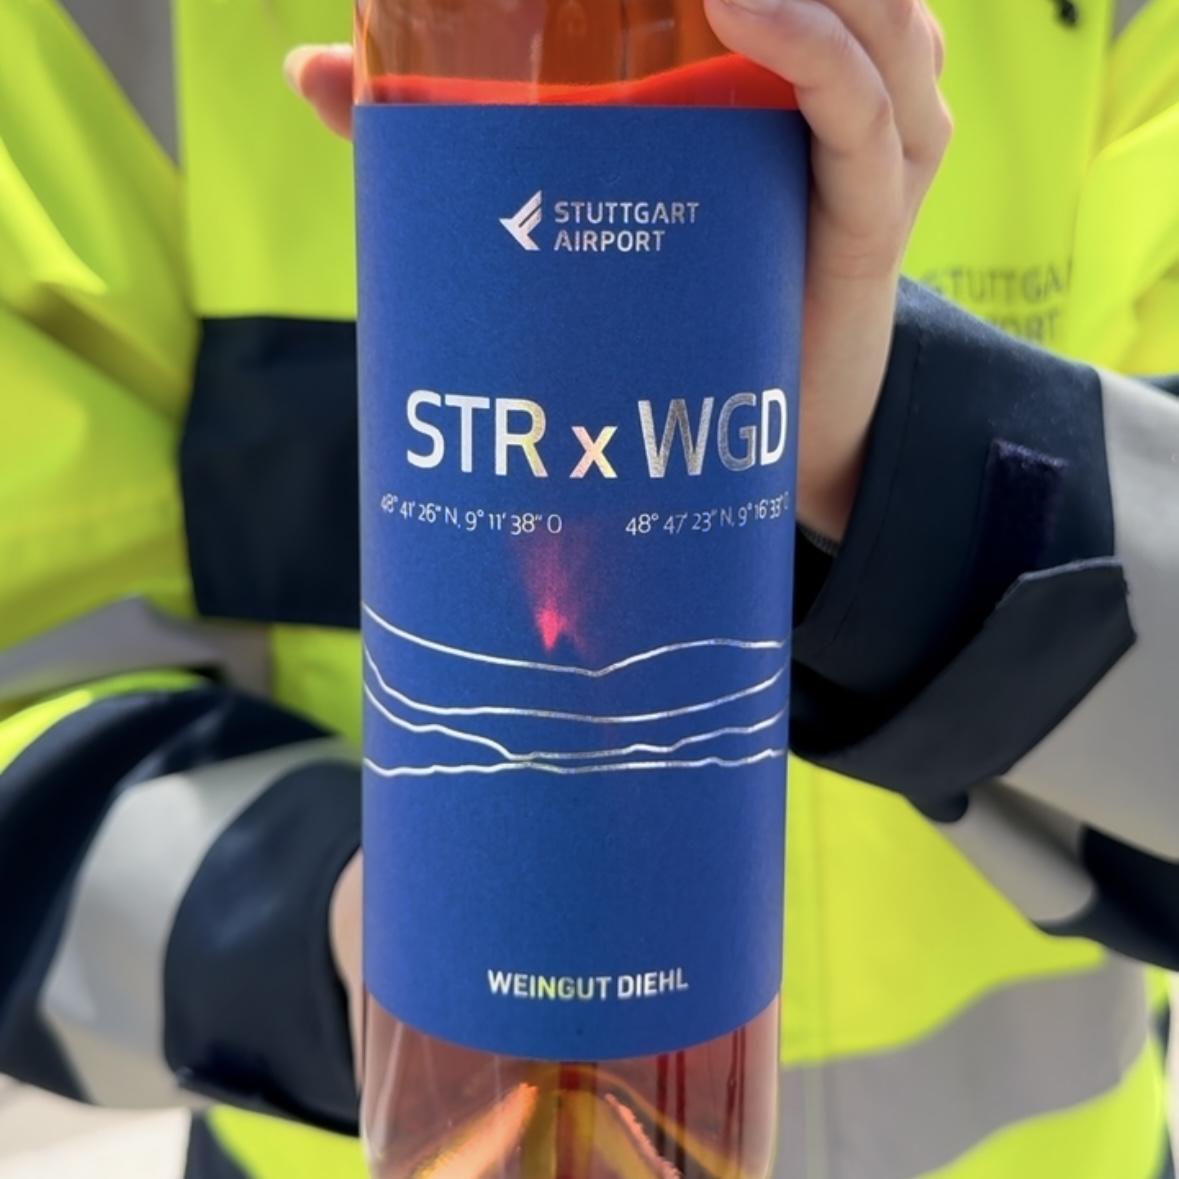 STUTTGART
AIRPORT
STR x WGD
48° 41' 26" N, 9° 11' 38" O
48° 47' 23" N, 9° 16' 33" O
WEINGUT DIEHL